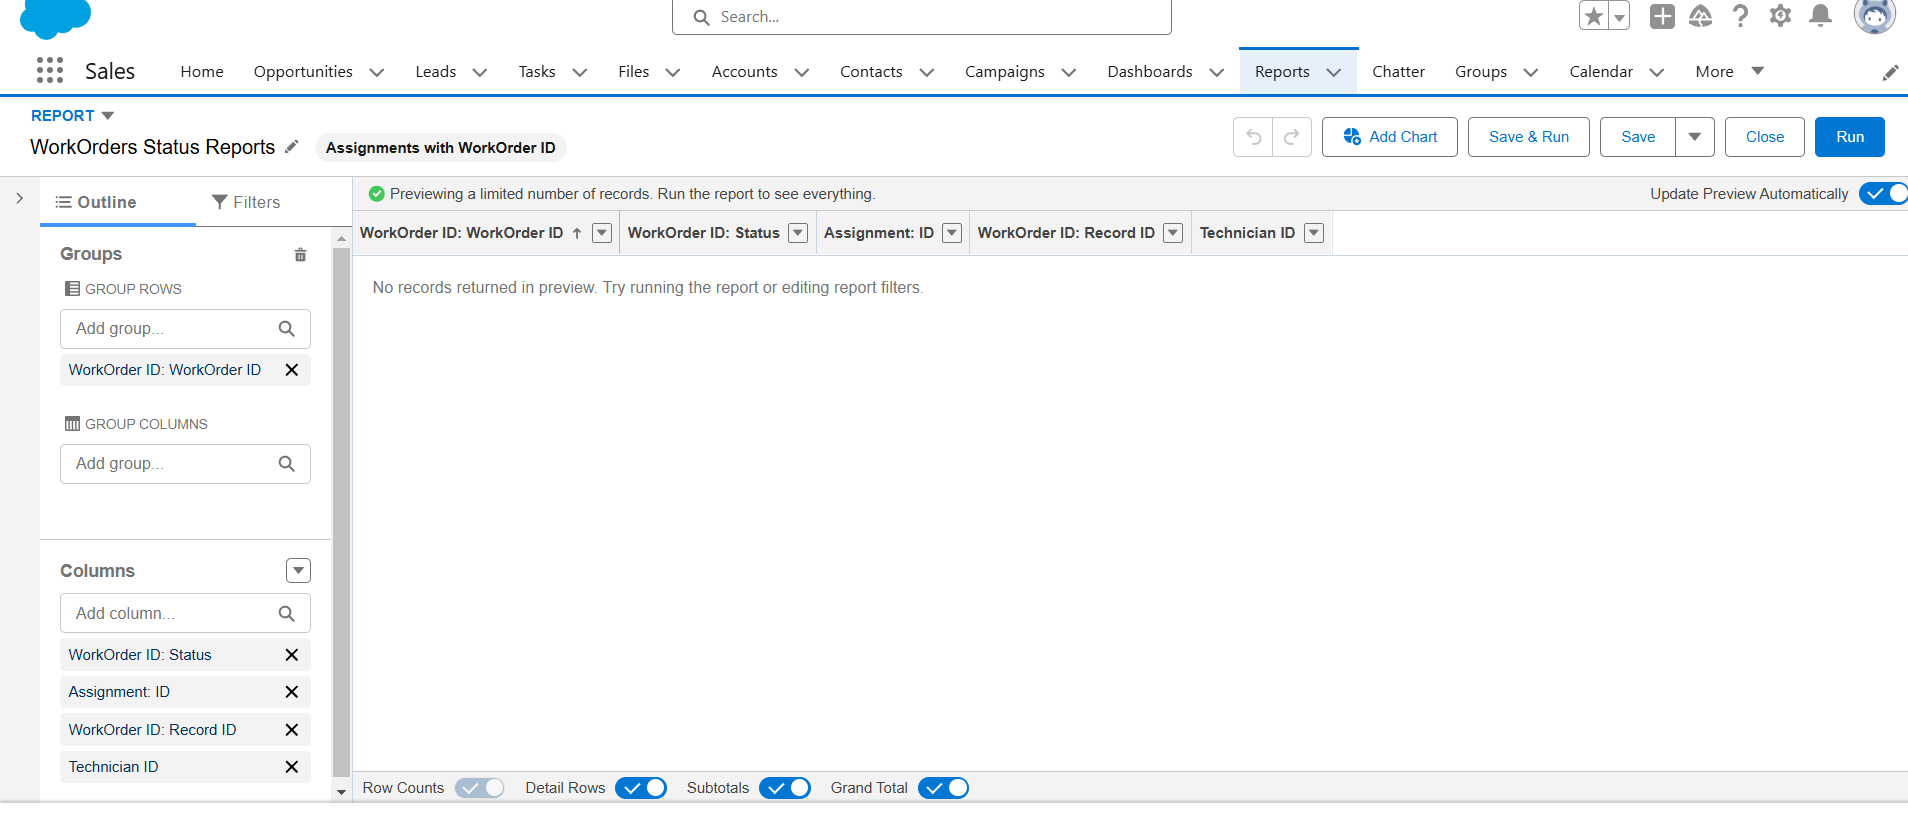 Search...
Sales
Home
Opportunities
Leads
Tasks
Files
Accounts
Contacts
Campaigns
Dashboards
Reports
Chatter
Groups
Calendar
More
REPORT
WorkOrders Status Reports
Assignments with WorkOrder ID
Add Chart
Save & Run
Save
Close
Run
Outline
Filters
Previewing a limited number of records. Run the report to see everything.
Update Preview Automatically
Groups
GROUP ROWS
Add group...
WorkOrder ID: WorkOrder ID
GROUP COLUMNS
Add group...
Columns
Add column...
WorkOrder ID: Status
Assignment: ID
WorkOrder ID: Record ID
Technician ID
WorkOrder ID: WorkOrder ID
WorkOrder ID: Status
Assignment: ID
WorkOrder ID: Record ID
Technician ID
No records returned in preview. Try running the report or editing report filters.
Row Counts
Detail Rows
Subtotals
Grand Total